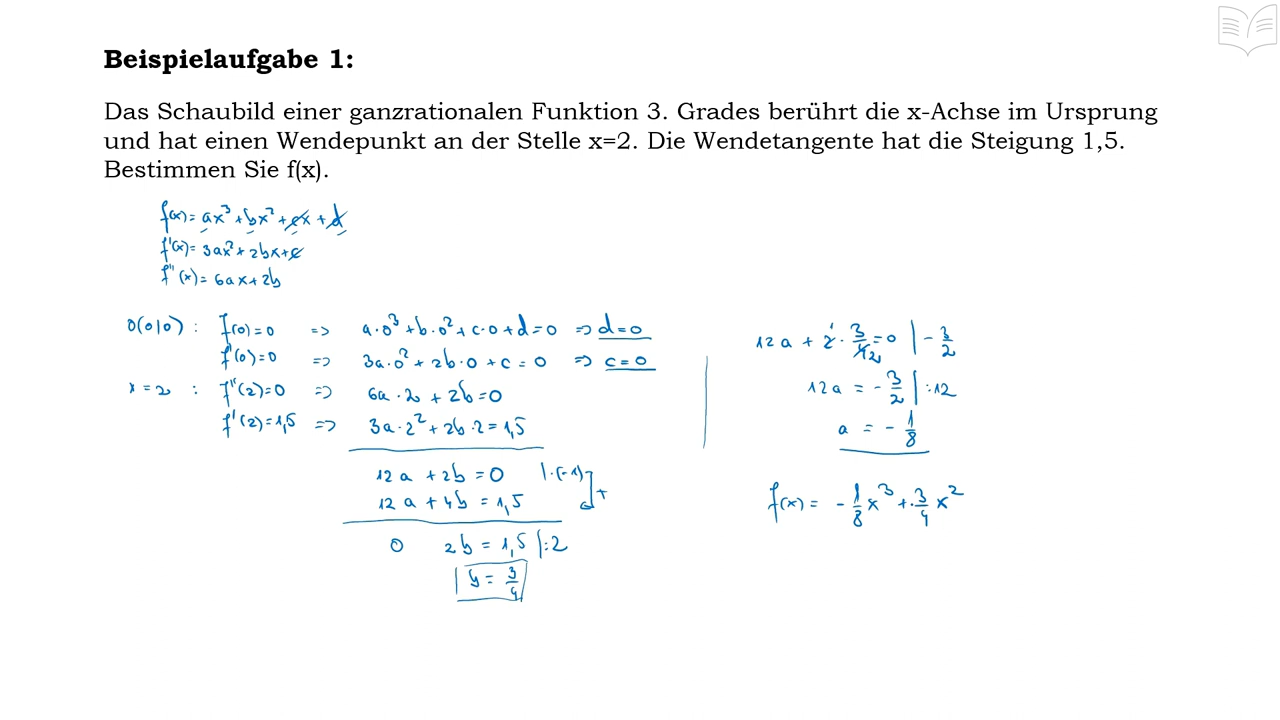 Beispielaufgabe 1:
Das Schaubild einer ganzrationalen Funktion 3. Grades berührt die x-Achse im Ursprung
und hat einen Wendepunkt an der Stelle x=2. Die Wendetangente hat die Steigung 1,5.
Bestimmen Sie f(x).
f(x)= ax³ + bx² + cx + d
f'(x)= 3ax² + 2bx + c
f''(x)= 6ax + 2b
O(0|0) : f(0)=0 => a·0³ + b·0² + c·0 + d = 0 => d=0
f'(0)=0 => 3a·0² + 2b·0 + c = 0 => c=0
x=2 : f''(2)=0 => 6a·2 + 2b = 0
f'(2)=1,5 => 3a·2² + 2b·2 = 1,5
12a + 2b = 0 |·(-1)
12a + 4b = 1,5 +
0 2b = 1,5 |:2
b = 3/4
12a + 2· 3/4 = 0 | - 3/2
12a = - 3/2 | :12
a = - 1/8
f(x) = - 1/8 x³ + 3/4 x²